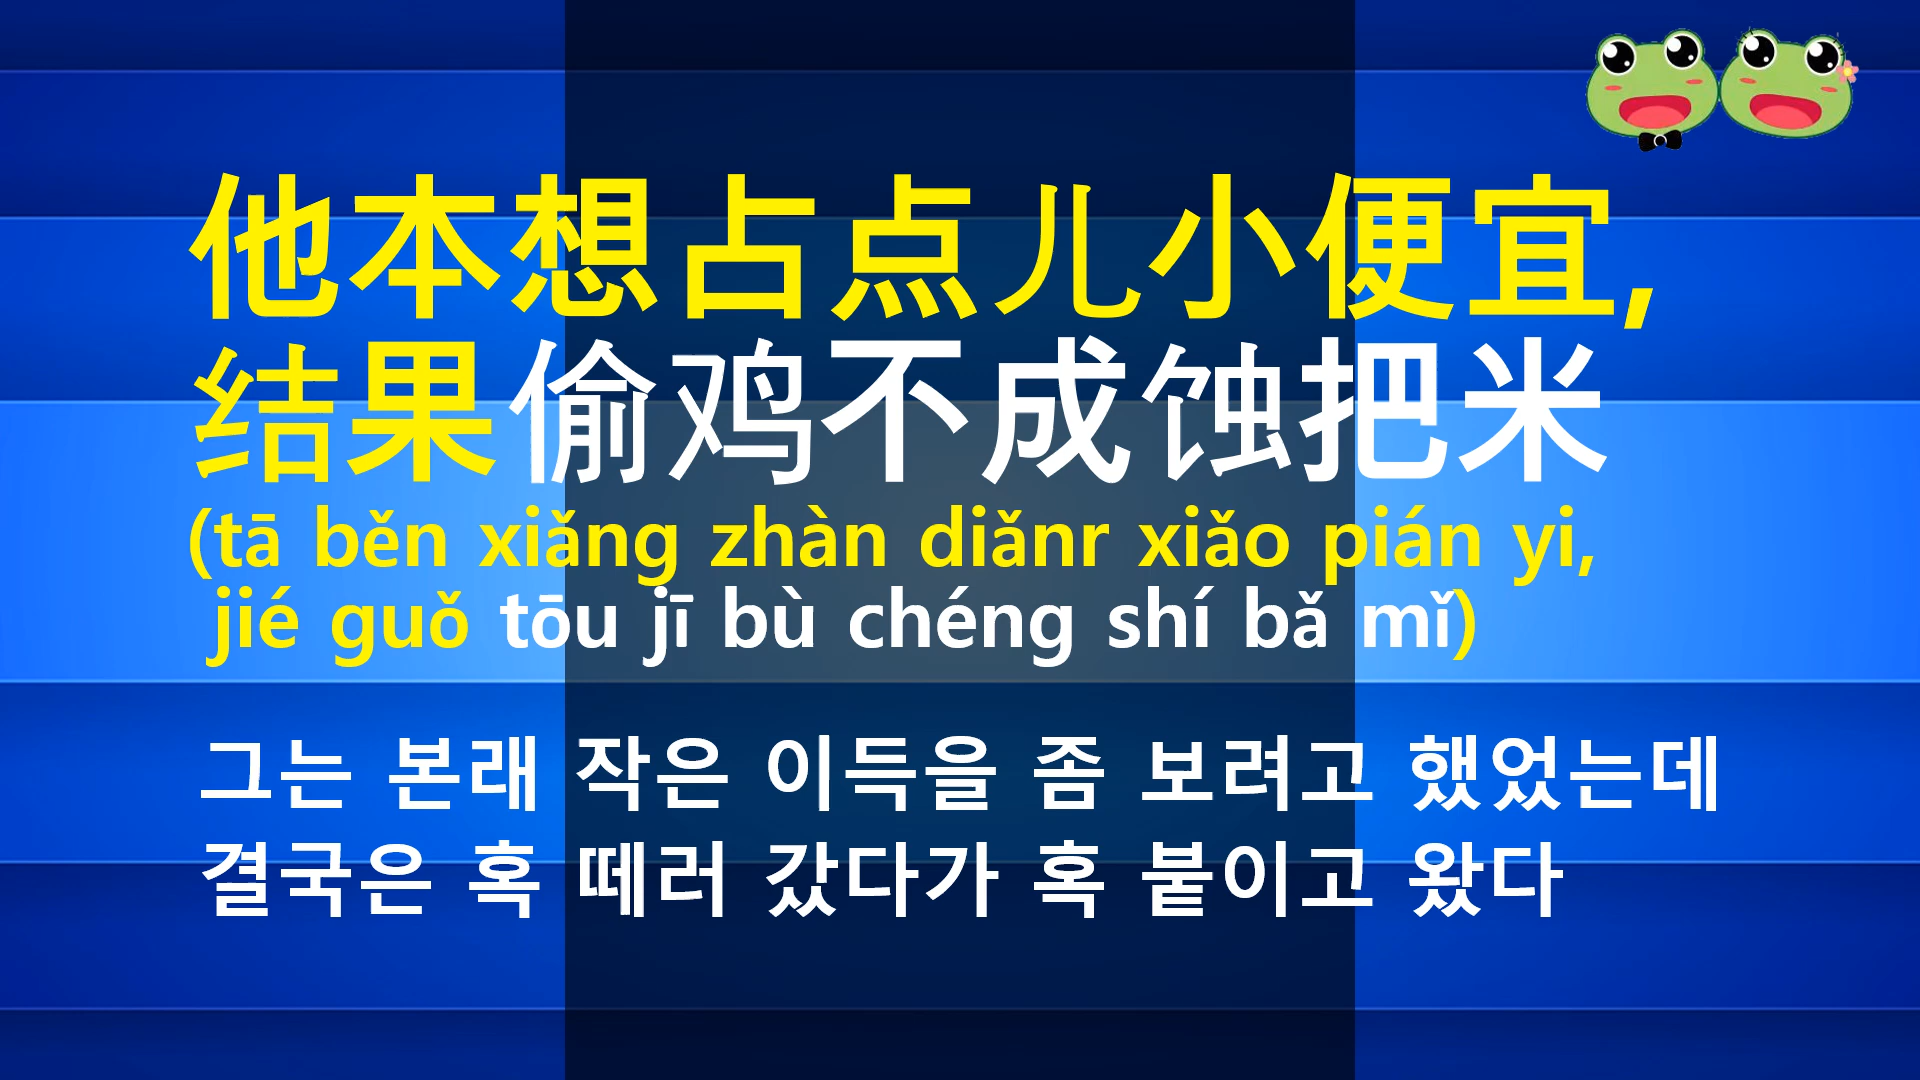 他本想占点儿小便宜,
结果偷鸡不成蚀把米
(tā běn xiǎng zhàn diǎnr xiǎo pián yi,
jié guǒ tōu jī bù chéng shí bǎ mǐ)
그는 본래 작은 이득을 좀 보려고 했었는데
결국은 혹 떼러 갔다가 혹 붙이고 왔다